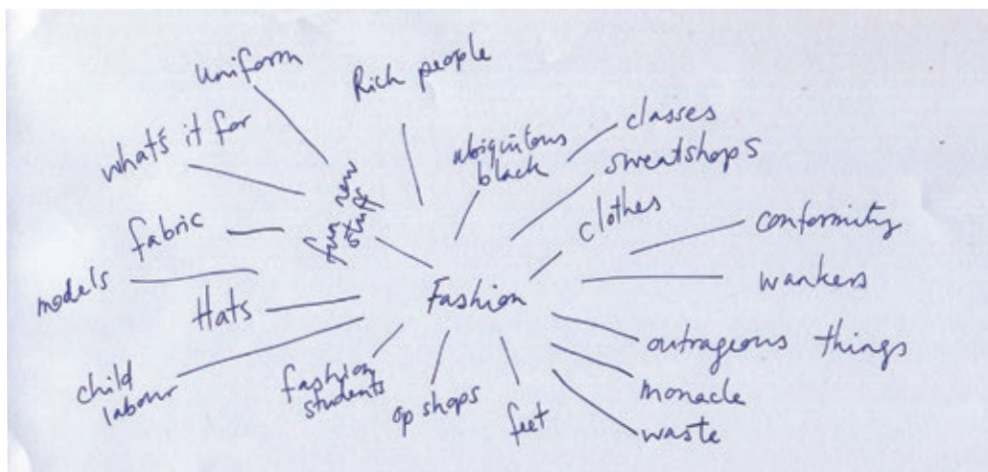 uniform
Rich people
what's it for
ubiquitous
black
classes
sweatshops
clothes
fun new
stuff
fabric
conformity
models
Hats
Fashion
wankers
outrageous things
child
labour
fashion
students
op shops
feet
monacle
waste